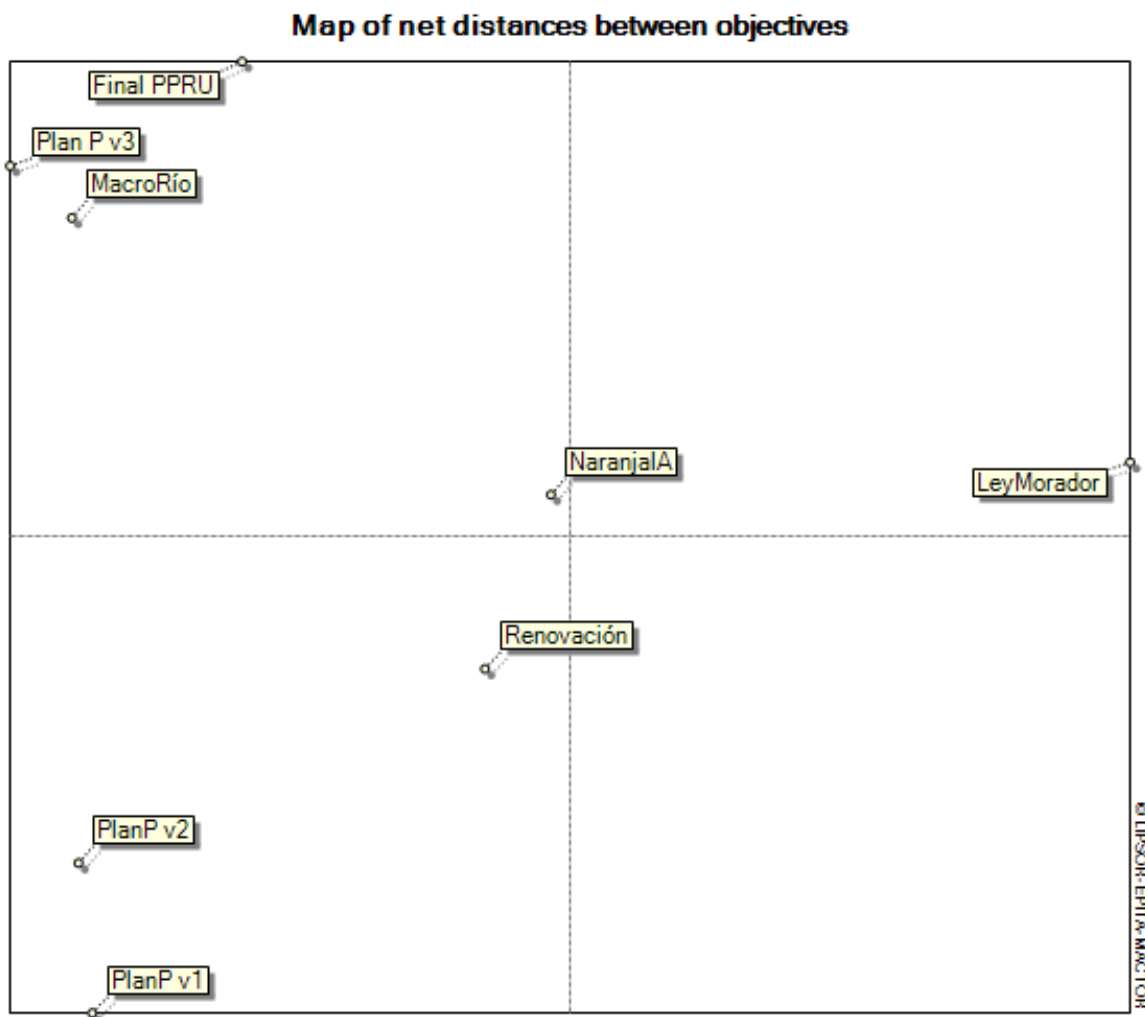 Map of net distances between objectives
Final PPRU
Plan P v3
MacroRío
NaranjalA
LeyMorador
Renovación
PlanP v2
PlanP v1
© LIPSOR-EPITA-MACTOR